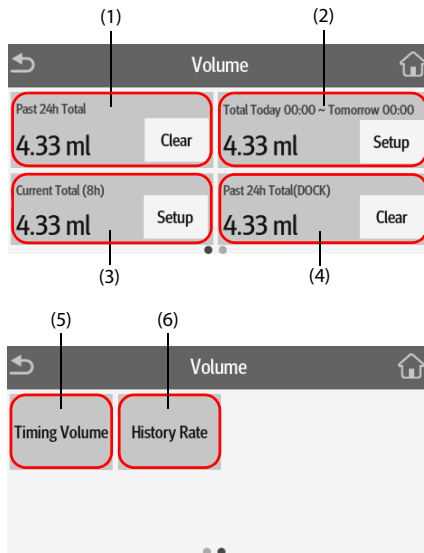 (1) (2)
Volume
Past 24h Total Total Today 00:00 ~ Tomorrow 00:00
4.33 ml Clear 4.33 ml Setup
Current Total (8h) Past 24h Total(DOCK)
4.33 ml Setup 4.33 ml Clear
(3) (4)
(5) (6)
Volume
Timing Volume History Rate